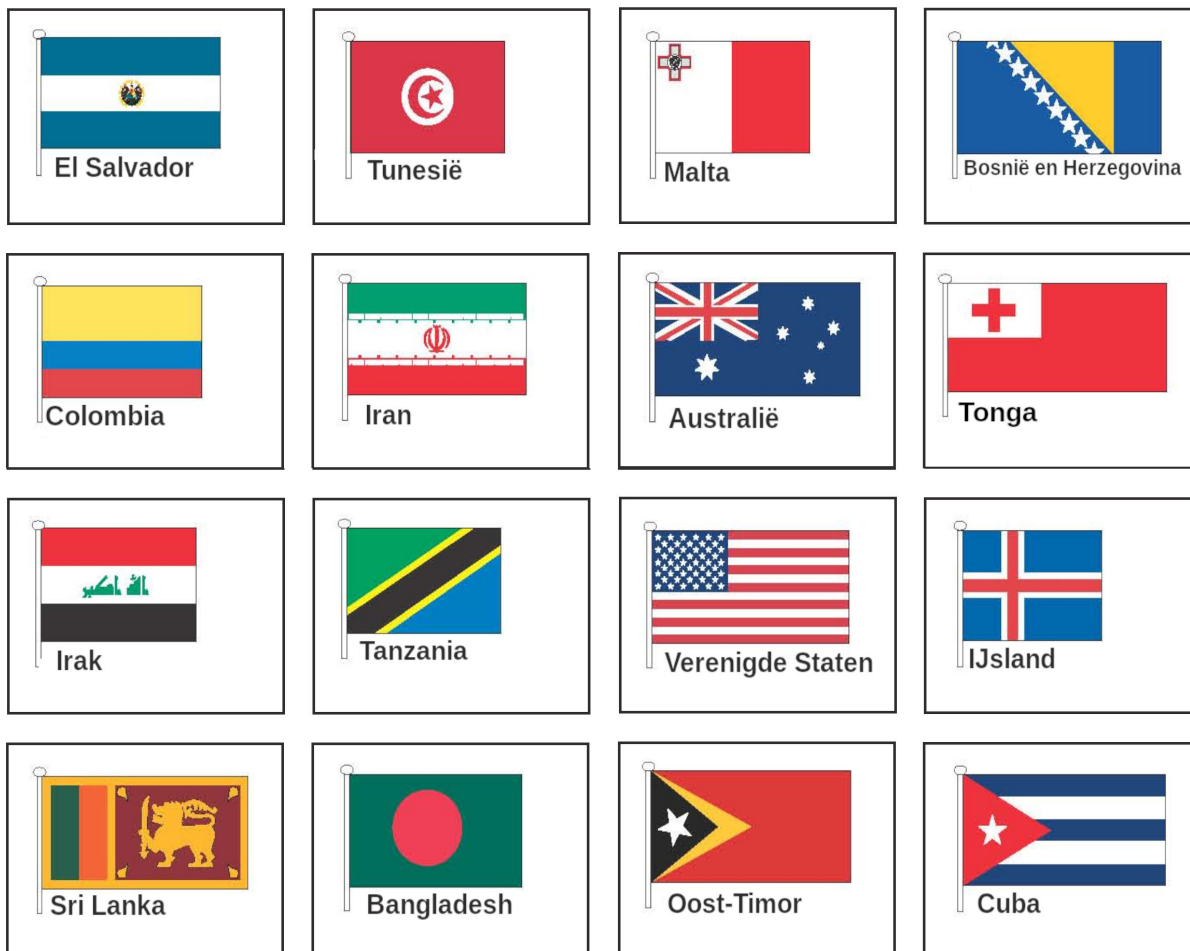 El Salvador
Tunesië
Malta
Bosnië en Herzegovina
Colombia
Iran
Australië
Tonga
Irak
Tanzania
Verenigde Staten
IJsland
Sri Lanka
Bangladesh
Oost-Timor
Cuba